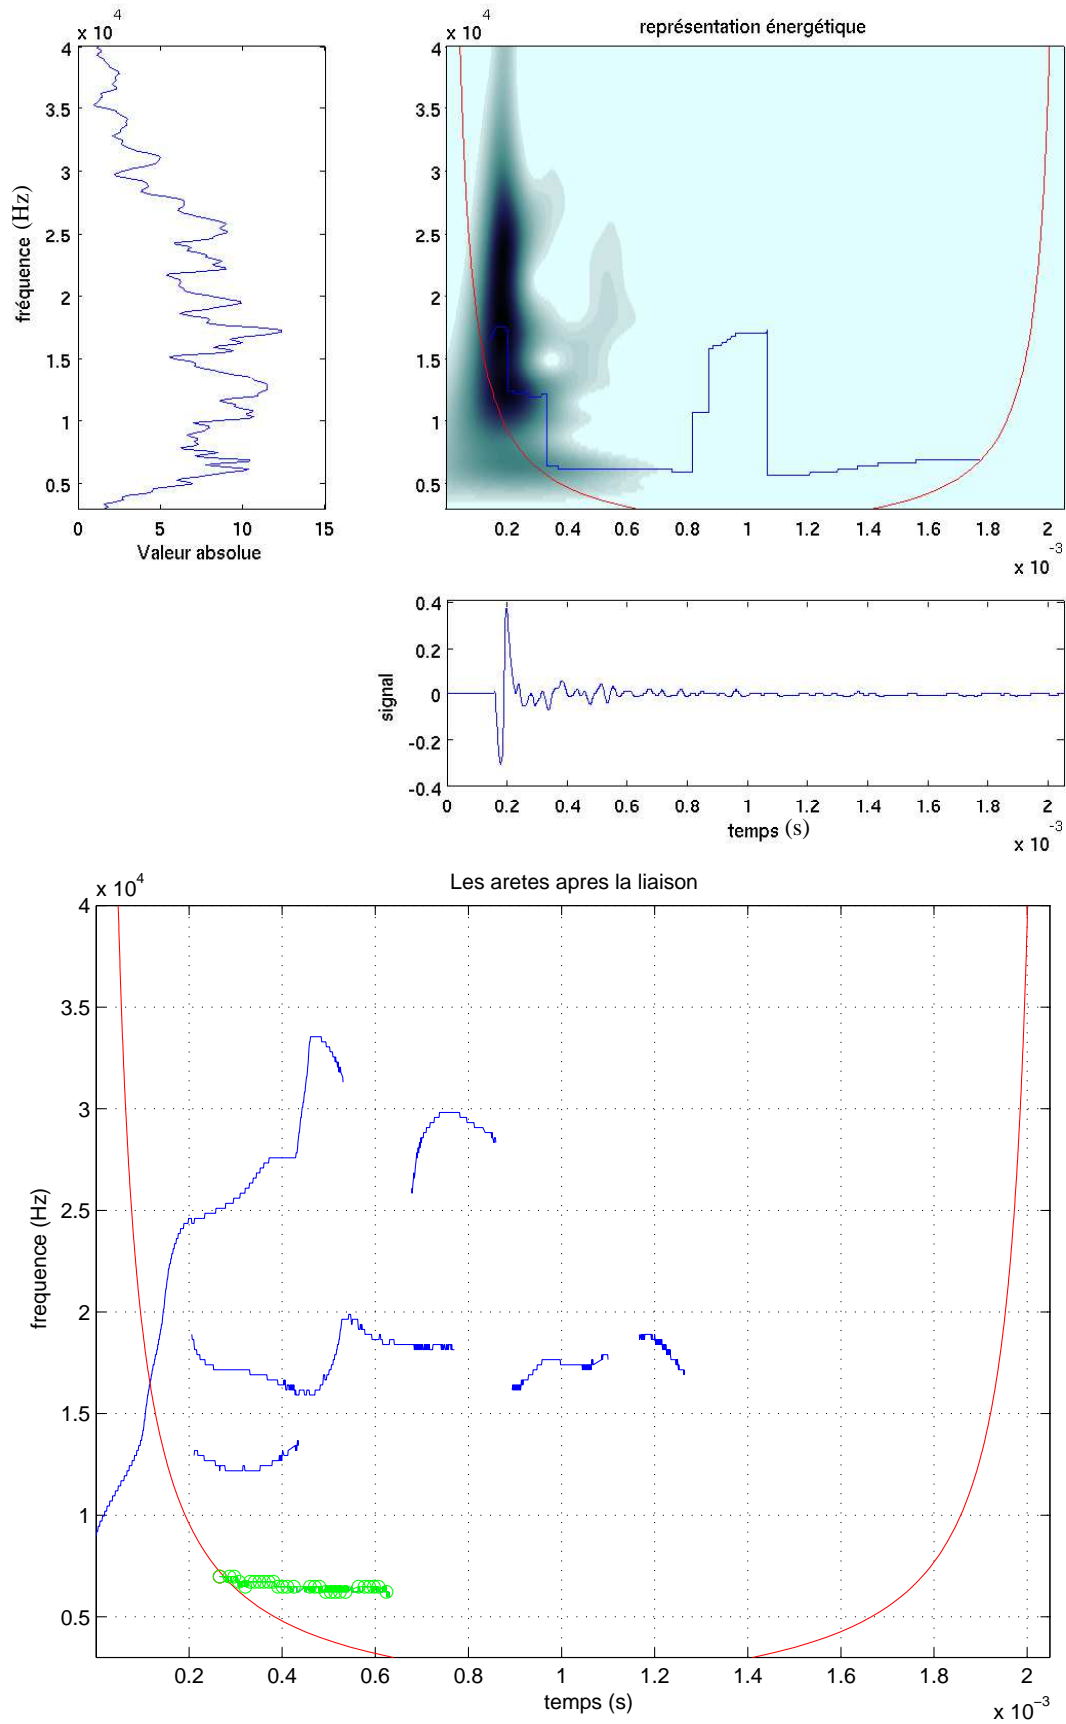 x 10 4
4
3.5
3
2.5
2
1.5
1
0.5
fréquence (Hz)
0 5 10 15
Valeur absolue
représentation énergétique
x 10 4
4
3.5
3
2.5
2
1.5
1
0.5
0.2 0.4 0.6 0.8 1 1.2 1.4 1.6 1.8 2
x 10 -3
0.4
0.2
0
-0.2
-0.4
signal
0 0.2 0.4 0.6 0.8 1 1.2 1.4 1.6 1.8 2
temps (s)
x 10 -3
Les aretes apres la liaison
x 10 4
4
3.5
3
2.5
2
1.5
1
0.5
frequence (Hz)
0.2 0.4 0.6 0.8 1 1.2 1.4 1.6 1.8 2
temps (s)
x 10 −3